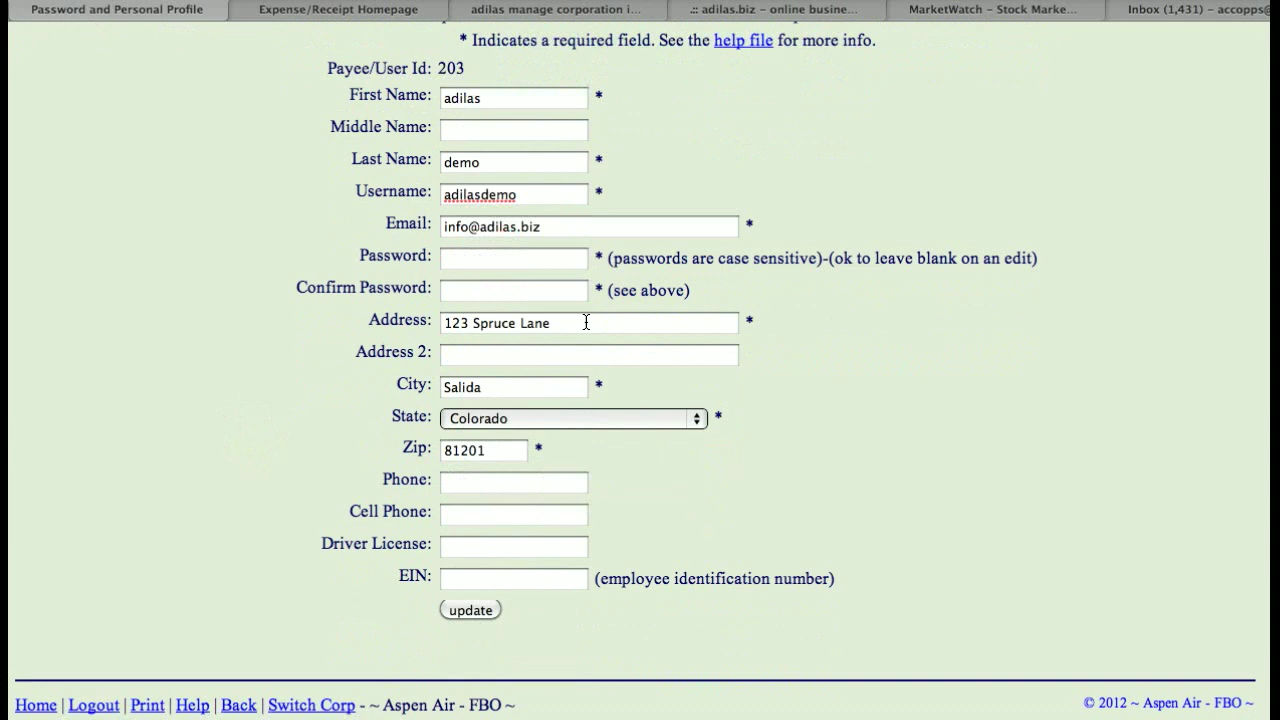 Password and Personal Profile Expense/Receipt Homepage adilas manage corporation i... .:: adilas.biz – online busine... MarketWatch – Stock Marke... Inbox (1,431) – accopps@
* Indicates a required field. See the help file for more info.
Payee/User Id: 203
First Name: adilas *
Middle Name:
Last Name: demo *
Username: adilasdemo *
Email: info@adilas.biz *
Password: * (passwords are case sensitive)-(ok to leave blank on an edit)
Confirm Password: * (see above)
Address: 123 Spruce Lane *
Address 2:
City: Salida *
State: Colorado *
Zip: 81201 *
Phone:
Cell Phone:
Driver License:
EIN: (employee identification number)
update
Home | Logout | Print | Help | Back | Switch Corp - ~ Aspen Air - FBO ~ © 2012 ~ Aspen Air - FBO ~